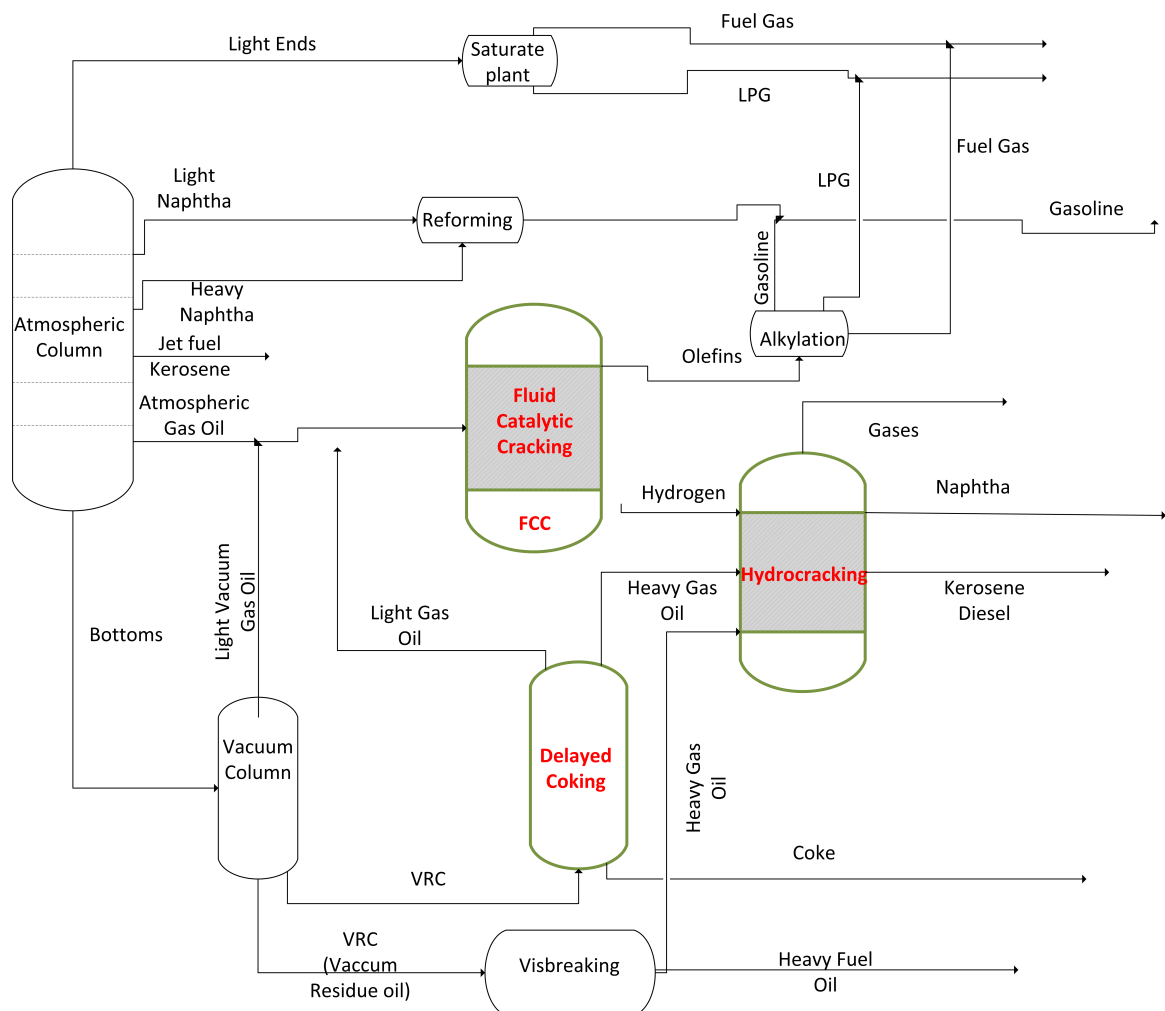 Fuel Gas
Light Ends
Saturate
plant
LPG
Fuel Gas
Light
Naphtha
LPG
Reforming
Gasoline
Gasoline
Heavy
Naphtha
Atmospheric
Column
Jet fuel
Kerosene
Alkylation
Olefins
Atmospheric
Gas Oil
Fluid
Catalytic
Cracking
FCC
Gases
Hydrogen
Naphtha
Hydrocracking
Heavy Gas
Oil
Kerosene
Diesel
Light Vacuum
Gas Oil
Light Gas
Oil
Bottoms
Vacuum
Column
Delayed
Coking
Heavy Gas
Oil
Coke
VRC
VRC
(Vaccum
Residue oil)
Visbreaking
Heavy Fuel
Oil